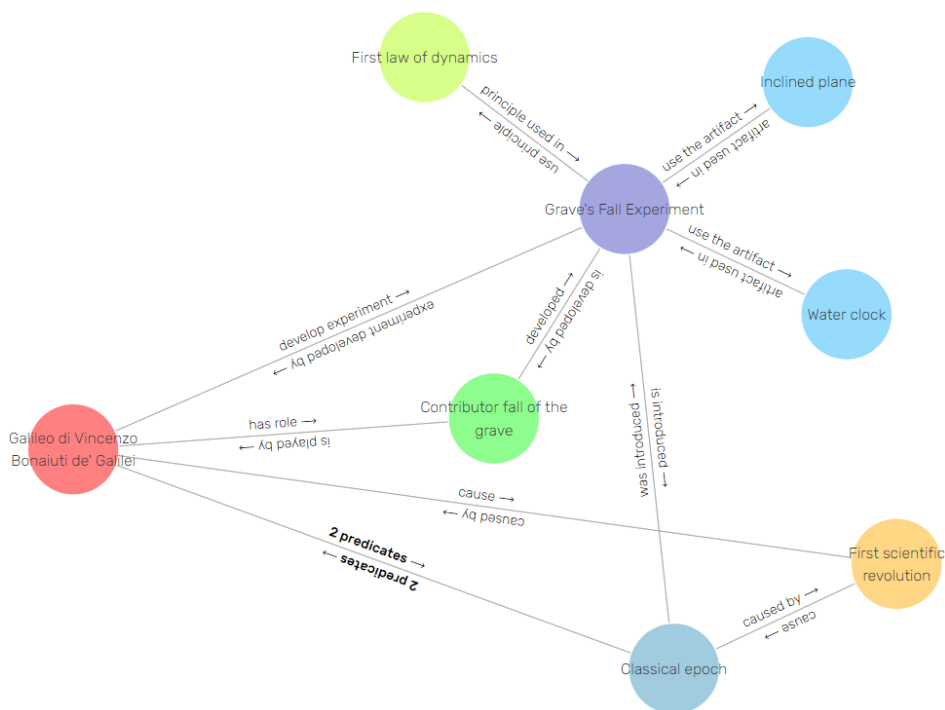 First law of dynamics
Inclined plane
principle used in →
← use principle
use the artifact →
← artifact used in
Grave's Fall Experiment
use the artifact →
← artifact used in
Water clock
develop experiment →
← experiment developed by
developed →
← is developed by
is introduced →
← was introduced
Contributor fall of the
grave
has role →
← is played by
Galileo di Vincenzo
Bonaiuti de' Galilei
cause →
← caused by
2 predicates →
← 2 predicates
First scientific
revolution
caused by →
← cause
Classical epoch